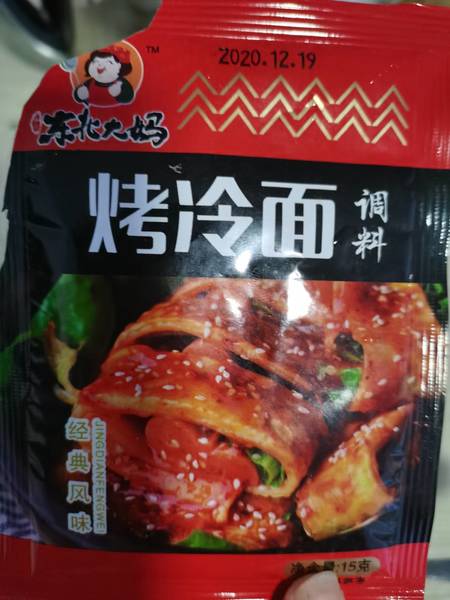 2020.12.19
TM
东北大妈
烤冷面
调料
经典风味
JINGDIANFENGWEI
净含量:15克